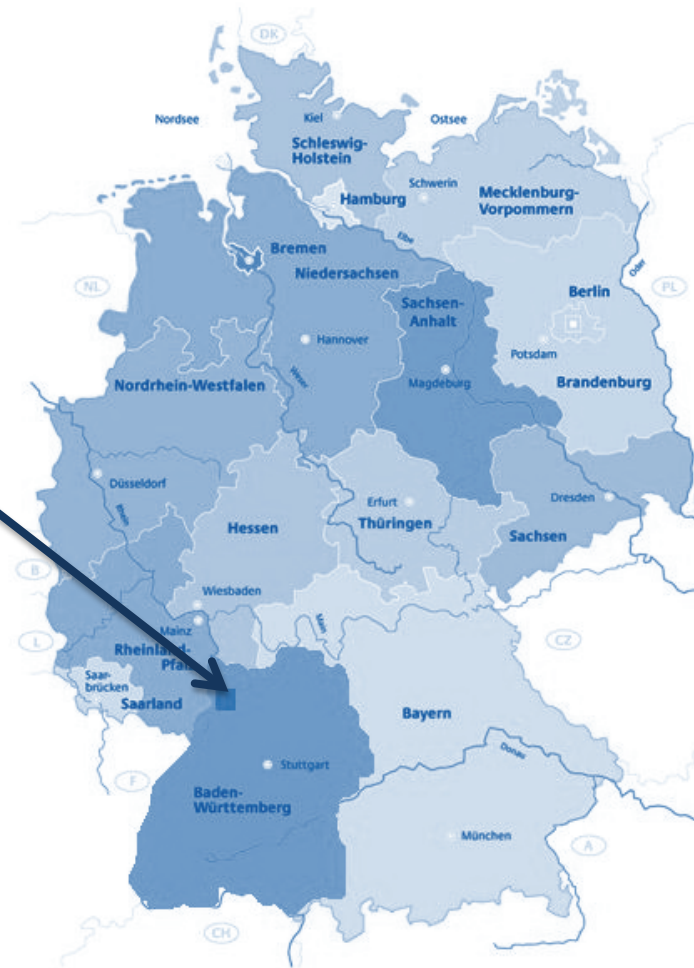 DK
Nordsee
Kiel
Ostsee
Schleswig-
Holstein
Schwerin
Hamburg
Mecklenburg-
Vorpommern
Elbe
Bremen
Niedersachsen
Oder
NL
PL
Berlin
Sachsen-
Anhalt
Hannover
Potsdam
Magdeburg
Weser
Nordrhein-Westfalen
Brandenburg
Düsseldorf
Rhein
Erfurt
Dresden
Hessen
Thüringen
Sachsen
B
Wiesbaden
Main
Mainz
L
CZ
Rheinland-
Pfal
Saar-
brücken
Saarland
Bayern
Donau
F
Stuttgart
Baden-
Württemberg
München
A
CH